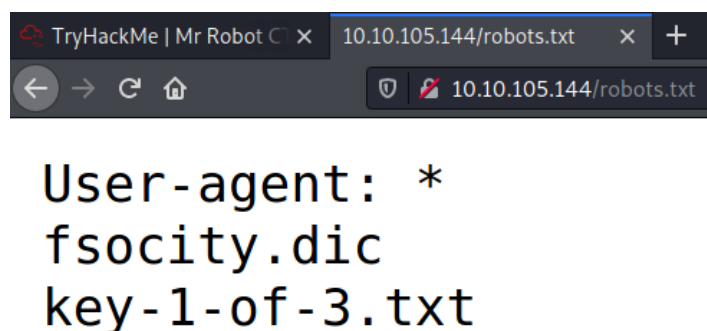 TryHackMe | Mr Robot CT
10.10.105.144/robots.txt
10.10.105.144/robots.txt
User-agent: *
fsocity.dic
key-1-of-3.txt